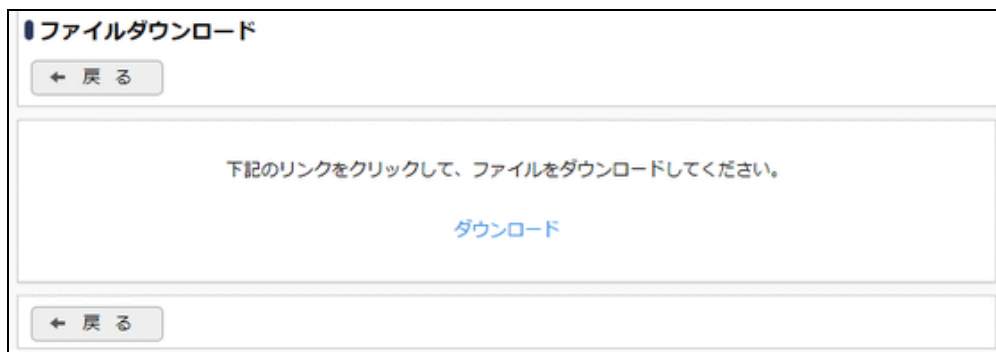 ファイルダウンロード
← 戻 る
下記のリンクをクリックして、ファイルをダウンロードしてください。
ダウンロード
← 戻 る